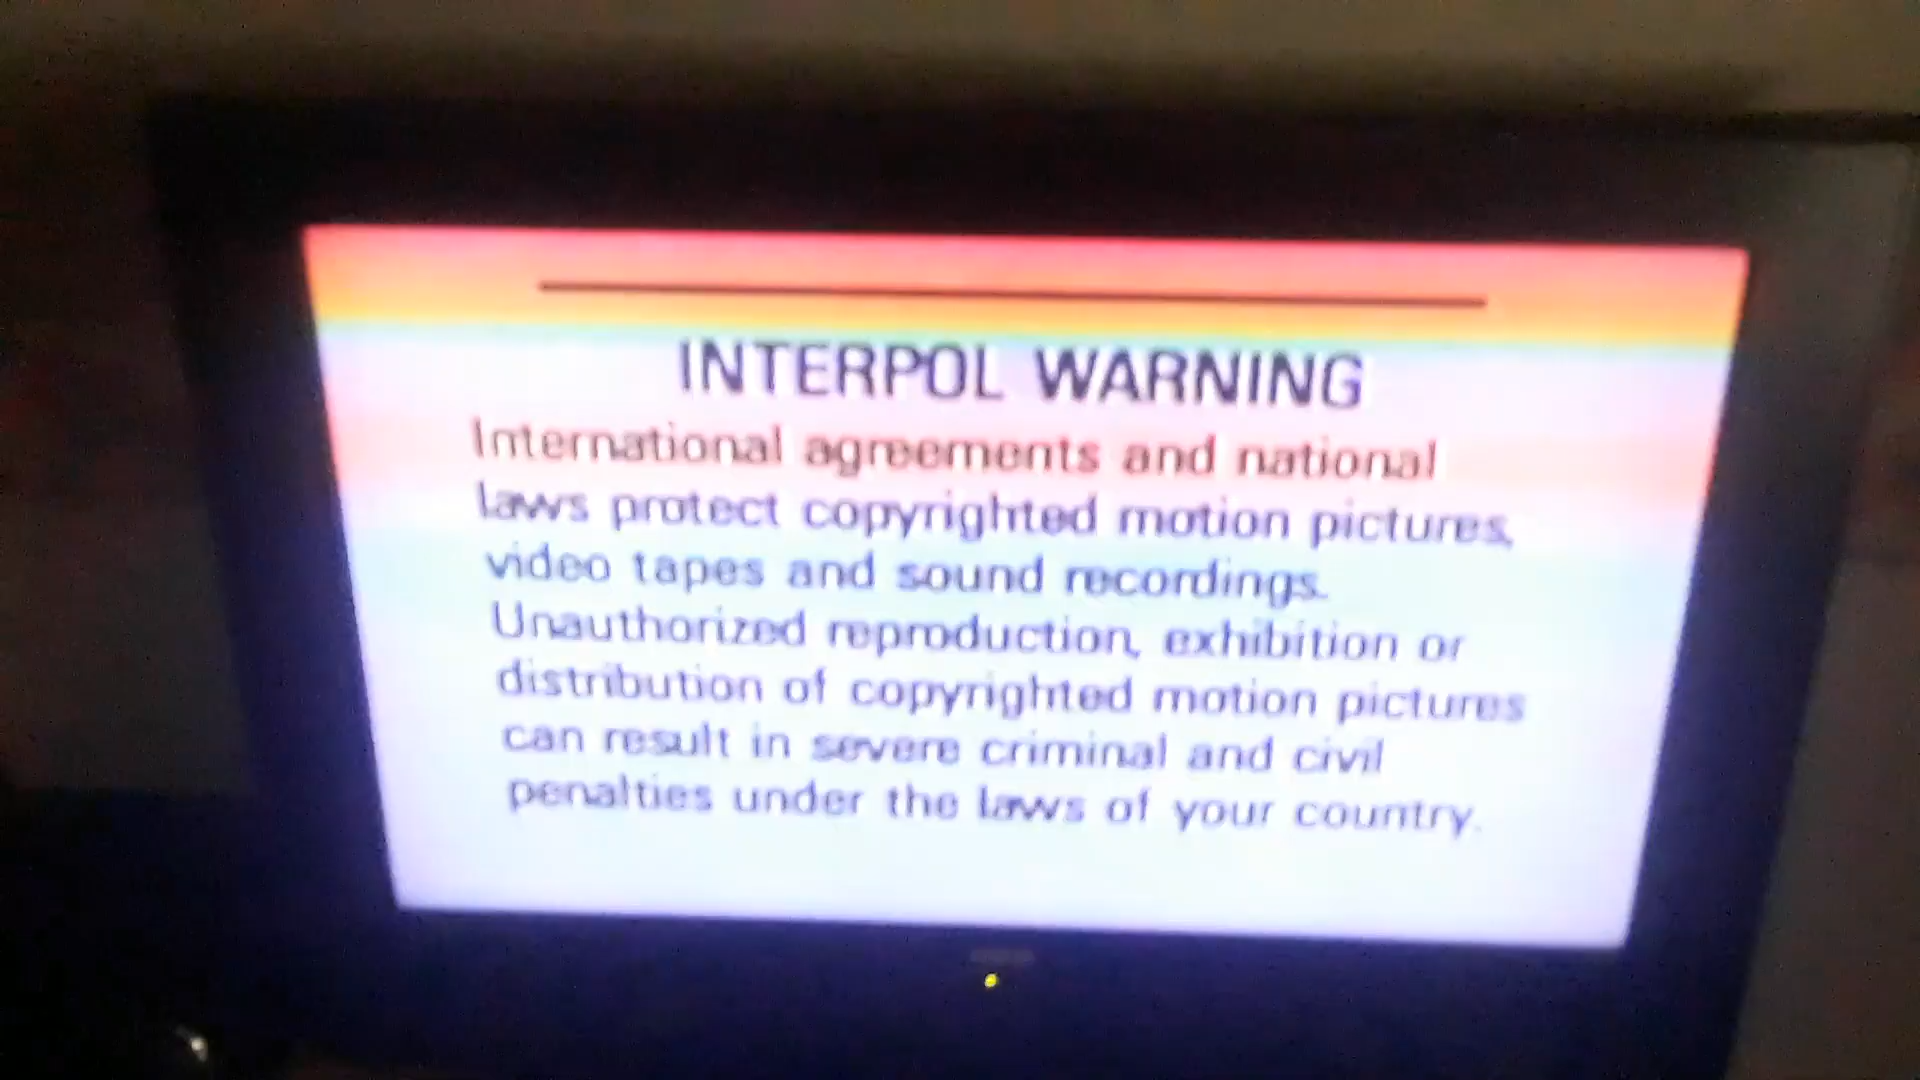 INTERPOL WARNING
International agreements and national
laws protect copyrighted motion pictures,
video tapes and sound recordings.
Unauthorized reproduction, exhibition or
distribution of copyrighted motion pictures
can result in severe criminal and civil
penalties under the laws of your country.